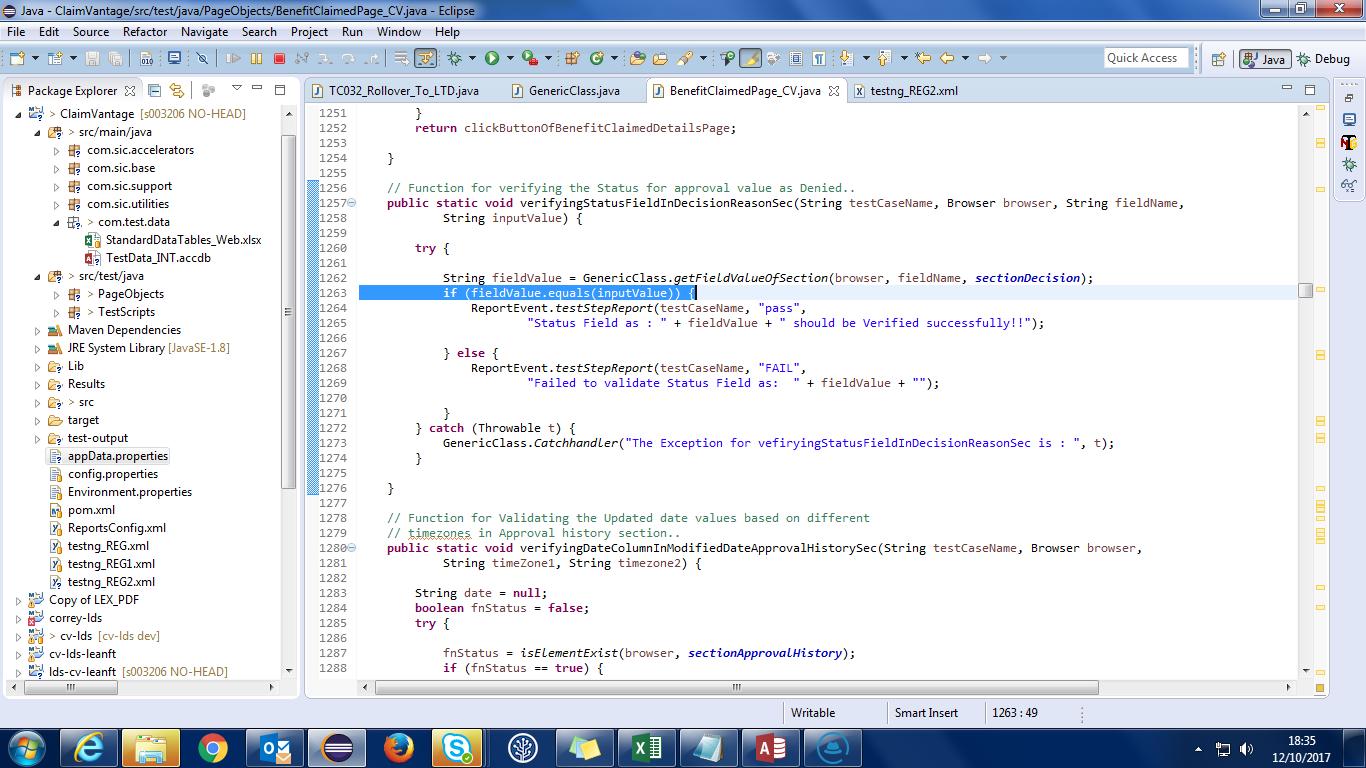 Java - ClaimVantage/src/test/java/PageObjects/BenefitClaimedPage_CV.java - Eclipse
File Edit Source Refactor Navigate Search Project Run Window Help
Quick Access Java Debug
Package Explorer
TC032_Rollover_To_LTD.java GenericClass.java BenefitClaimedPage_CV.java testng_REG2.xml
> ClaimVantage [s003206 NO-HEAD]
> src/main/java
com.sic.accelerators
com.sic.base
com.sic.support
com.sic.utilities
> com.test.data
StandardDataTables_Web.xlsx
TestData_INT.accdb
> src/test/java
> PageObjects
> TestScripts
Maven Dependencies
JRE System Library [JavaSE-1.8]
Lib
Results
> src
target
test-output
appData.properties
config.properties
Environment.properties
pom.xml
ReportsConfig.xml
testng_REG.xml
testng_REG1.xml
testng_REG2.xml
Copy of LEX_PDF
correy-lds
> cv-lds [cv-lds dev]
cv-lds-leanft
lds-cv-leanft [s003206 NO-HEAD]
1251 }
1252 return clickButtonOfBenefitClaimedDetailsPage;
1253
1254 }
1255
1256 // Function for verifying the Status for approval value as Denied..
1257 public static void verifyingStatusFieldInDecisionReasonSec(String testCaseName, Browser browser, String fieldName,
1258 String inputValue) {
1259
1260 try {
1261
1262 String fieldValue = GenericClass.getFieldValueOfSection(browser, fieldName, sectionDecision);
1263 if (fieldValue.equals(inputValue)) {
1264 ReportEvent.testStepReport(testCaseName, "pass",
1265 "Status Field as : " + fieldValue + " should be Verified successfully!!");
1266
1267 } else {
1268 ReportEvent.testStepReport(testCaseName, "FAIL",
1269 "Failed to validate Status Field as:  " + fieldValue + "");
1270
1271 }
1272 } catch (Throwable t) {
1273 GenericClass.Catchhandler("The Exception for vefiryingStatusFieldInDecisionReasonSec is : ", t);
1274 }
1275
1276 }
1277
1278 // Function for Validating the Updated date values based on different
1279 // timezones in Approval history section..
1280 public static void verifyingDateColumnInModifiedDateApprovalHistorySec(String testCaseName, Browser browser,
1281 String timeZone1, String timezone2) {
1282
1283 String date = null;
1284 boolean fnStatus = false;
1285 try {
1286
1287 fnStatus = isElementExist(browser, sectionApprovalHistory);
1288 if (fnStatus == true) {
Writable Smart Insert 1263 : 49
18:35
12/10/2017